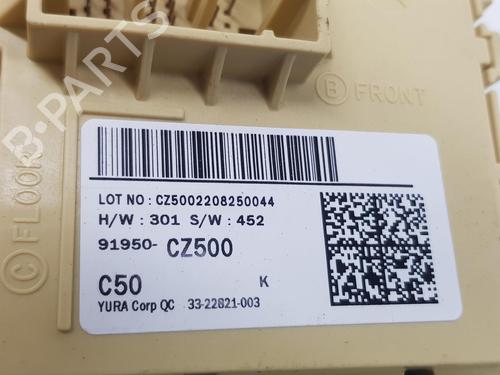 B FRONT
C FLOOR
B-PARTS
LOT NO : CZ5002208250044
H/W : 301 S/W : 452
91950- CZ500
C50 K
YURA Corp QC 33-22821-003